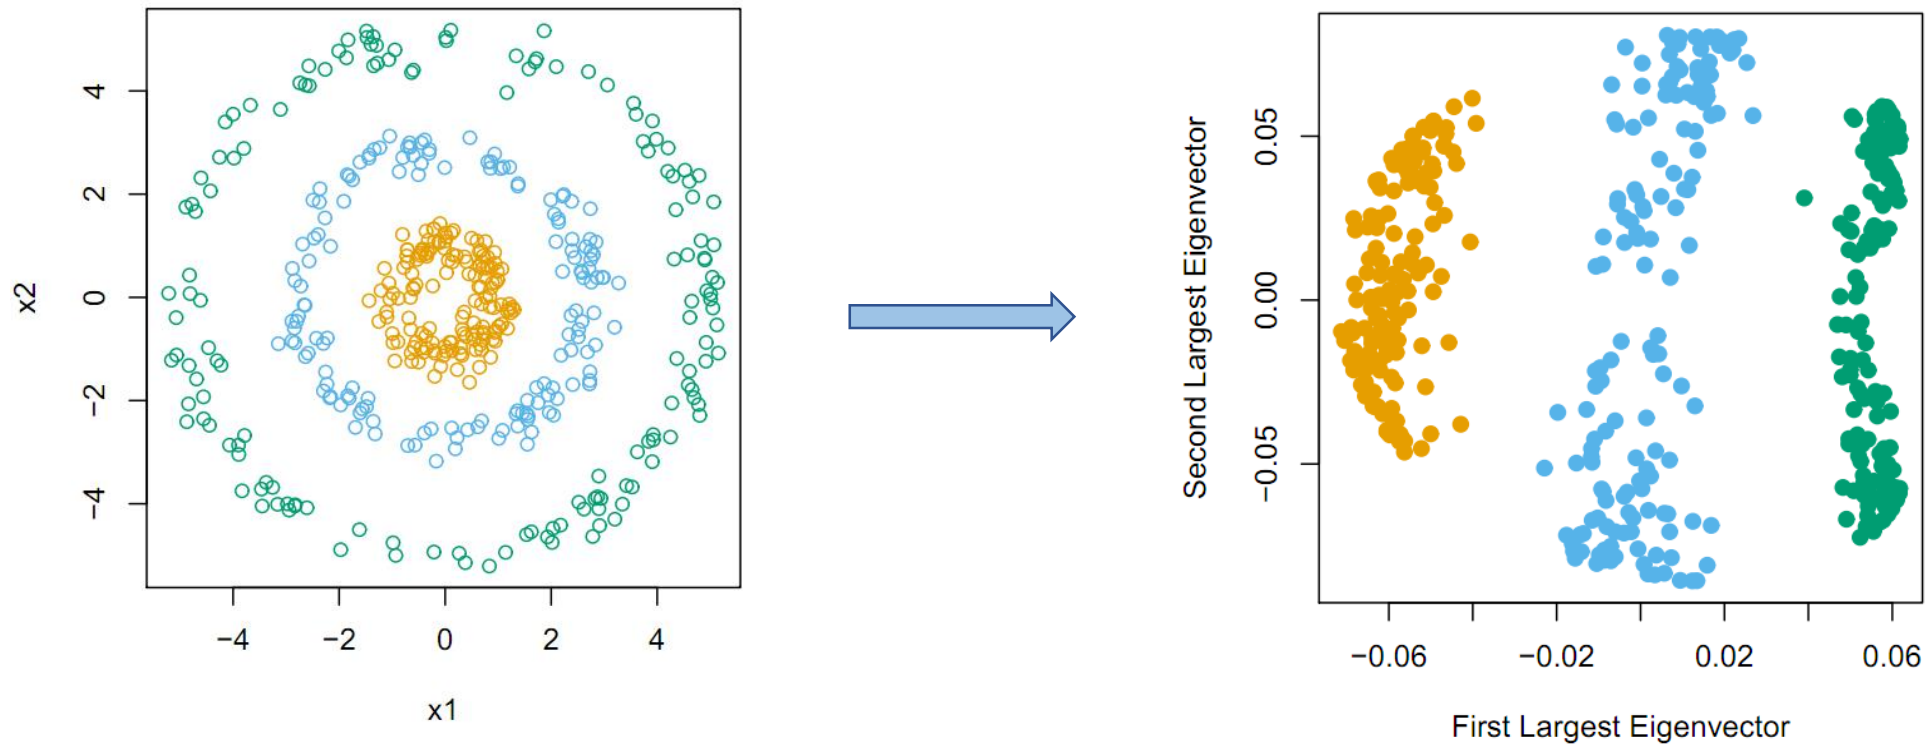 4
2
0
−2
−4
x2
−4 −2 0 2 4
x1
0.05
0.00
−0.05
Second Largest Eigenvector
−0.06 −0.02 0.02 0.06
First Largest Eigenvector